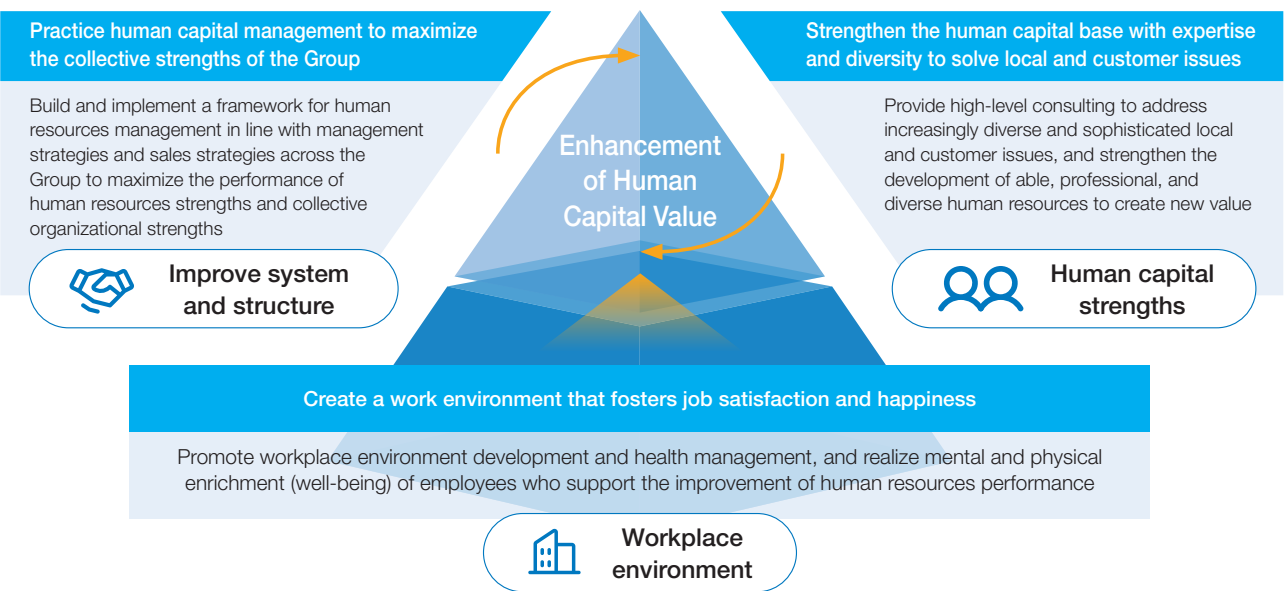 Practice human capital management to maximize
the collective strengths of the Group
Build and implement a framework for human
resources management in line with management
strategies and sales strategies across the
Group to maximize the performance of
human resources strengths and collective
organizational strengths
Improve system
and structure
Enhancement
of Human
Capital Value
Strengthen the human capital base with expertise
and diversity to solve local and customer issues
Provide high-level consulting to address
increasingly diverse and sophisticated local
and customer issues, and strengthen the
development of able, professional, and
diverse human resources to create new value
Human capital
strengths
Create a work environment that fosters job satisfaction and happiness
Promote workplace environment development and health management, and realize mental and physical
enrichment (well-being) of employees who support the improvement of human resources performance
Workplace
environment